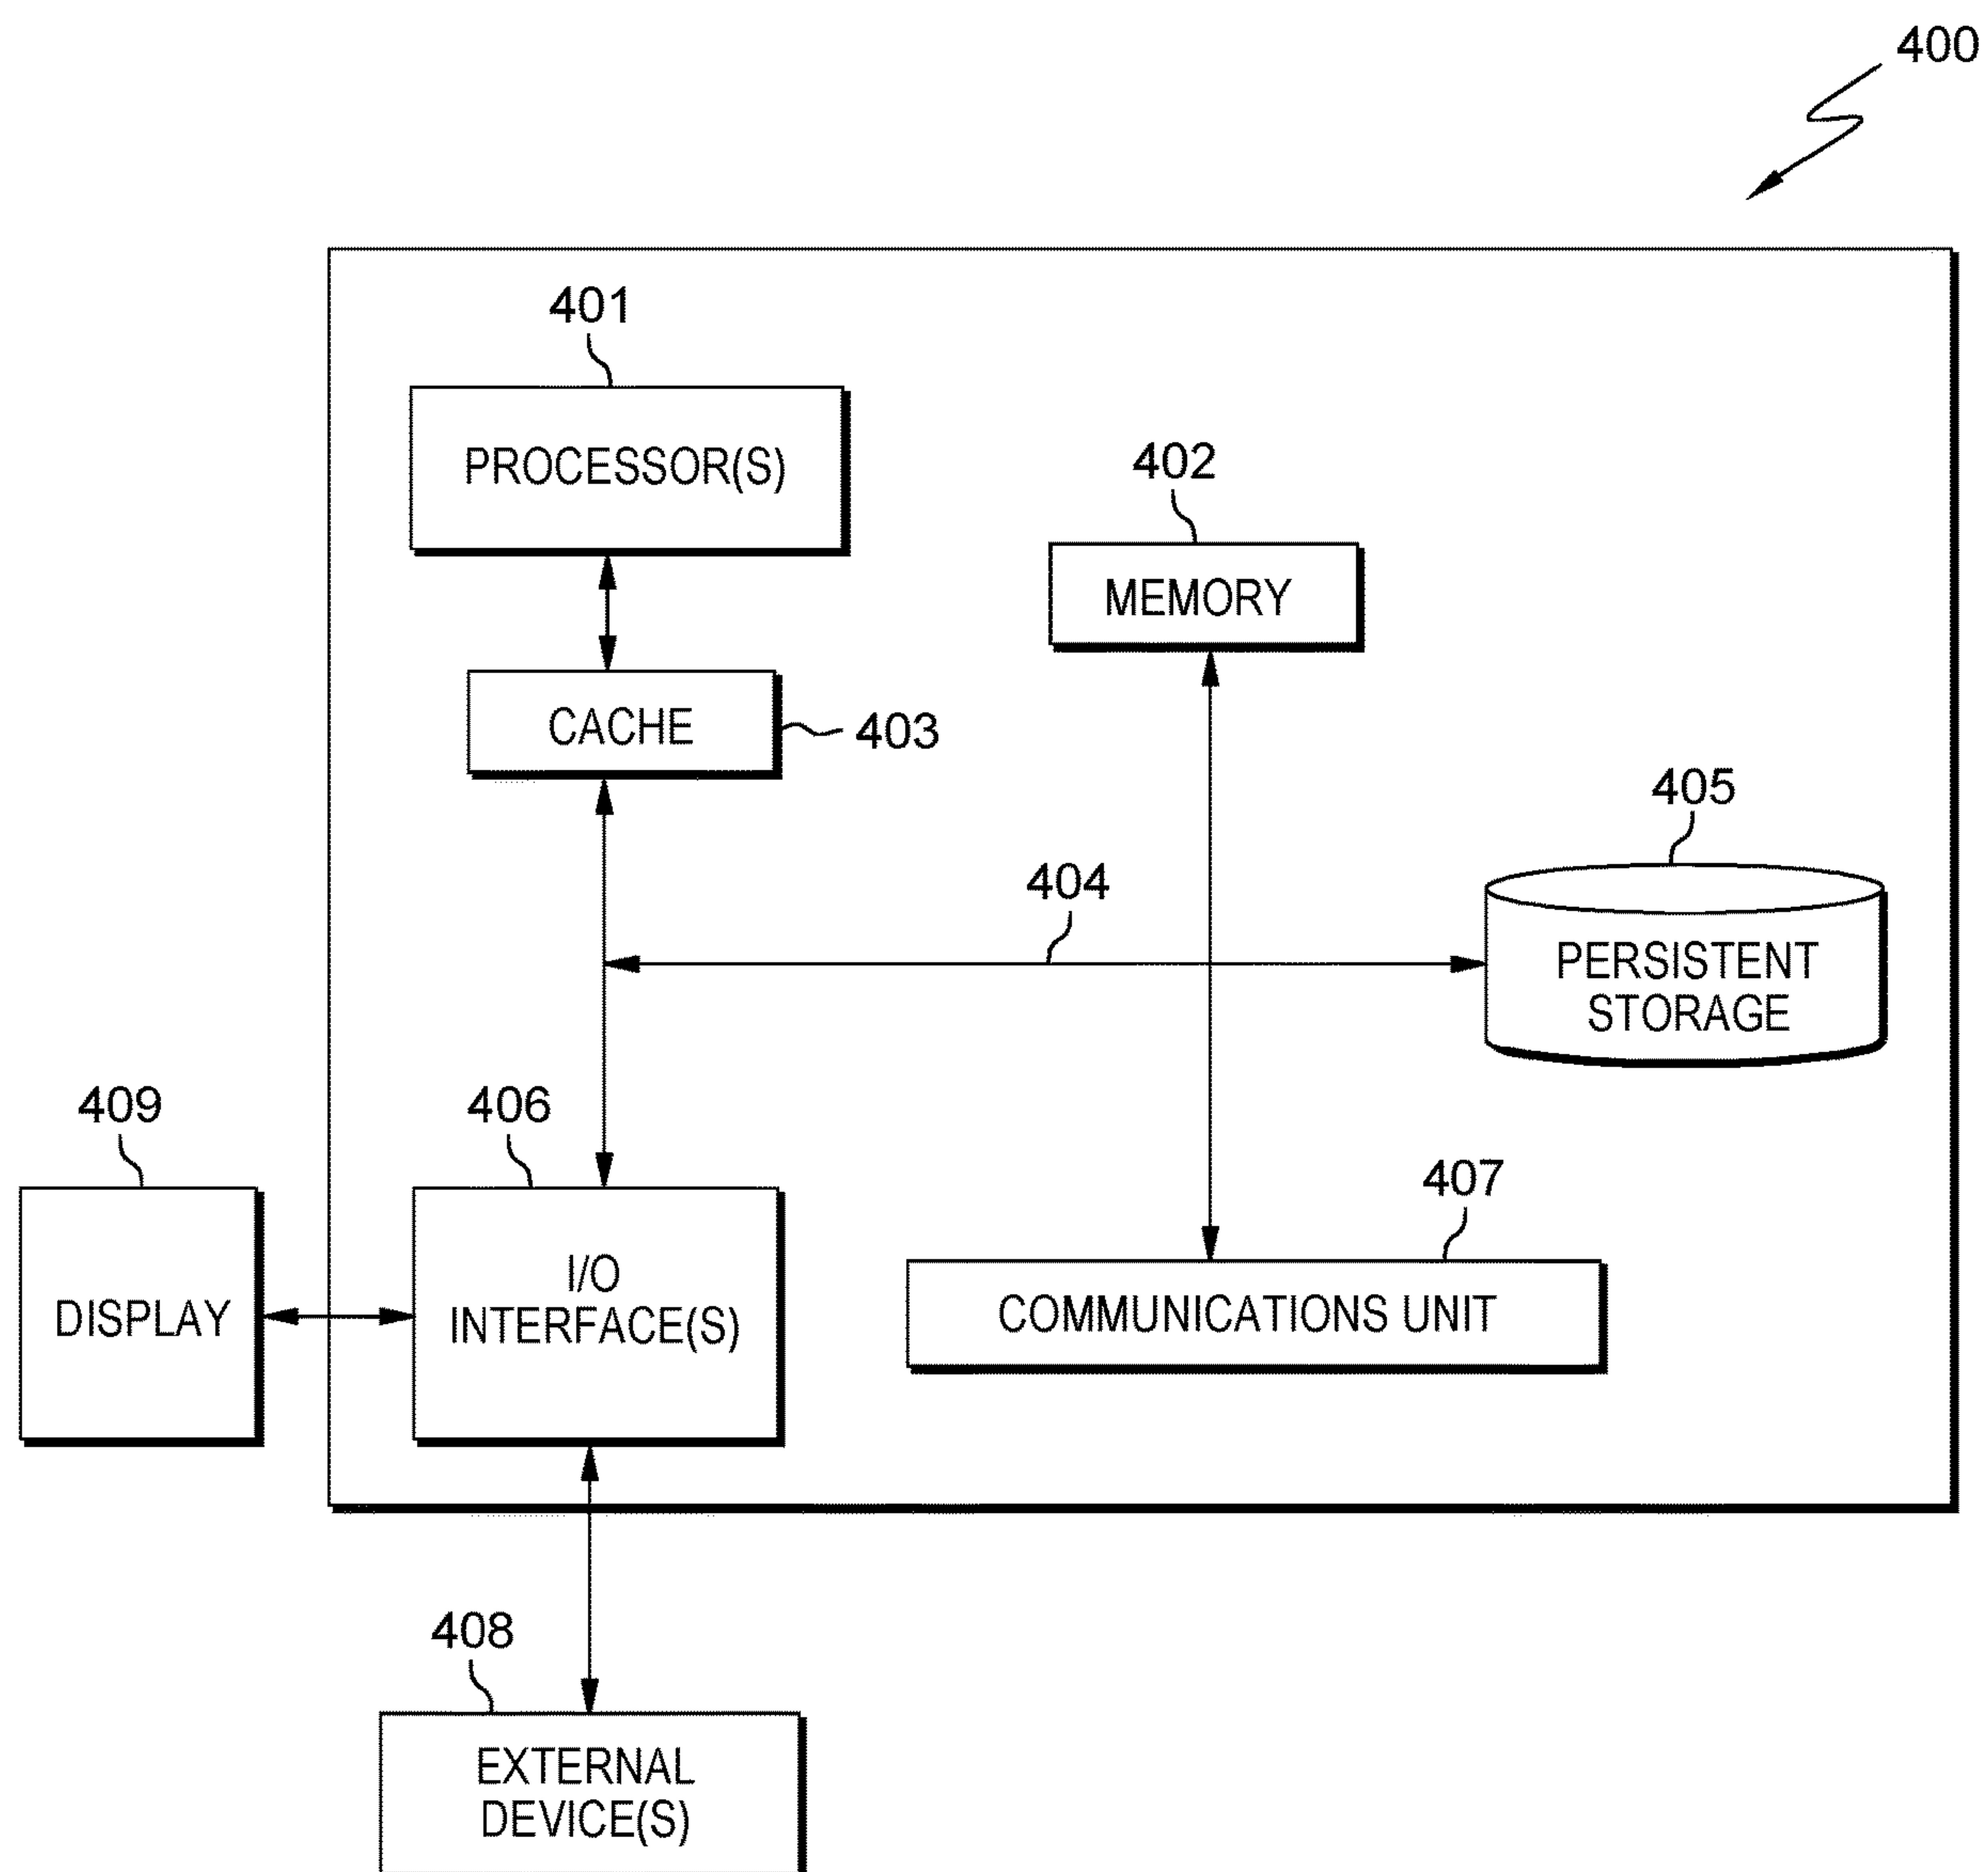 400
401
PROCESSOR(S)
402
MEMORY
CACHE
403
405
404
PERSISTENT
STORAGE
409
406
407
DISPLAY
I/O
INTERFACE(S)
COMMUNICATIONS UNIT
408
EXTERNAL
DEVICE(S)